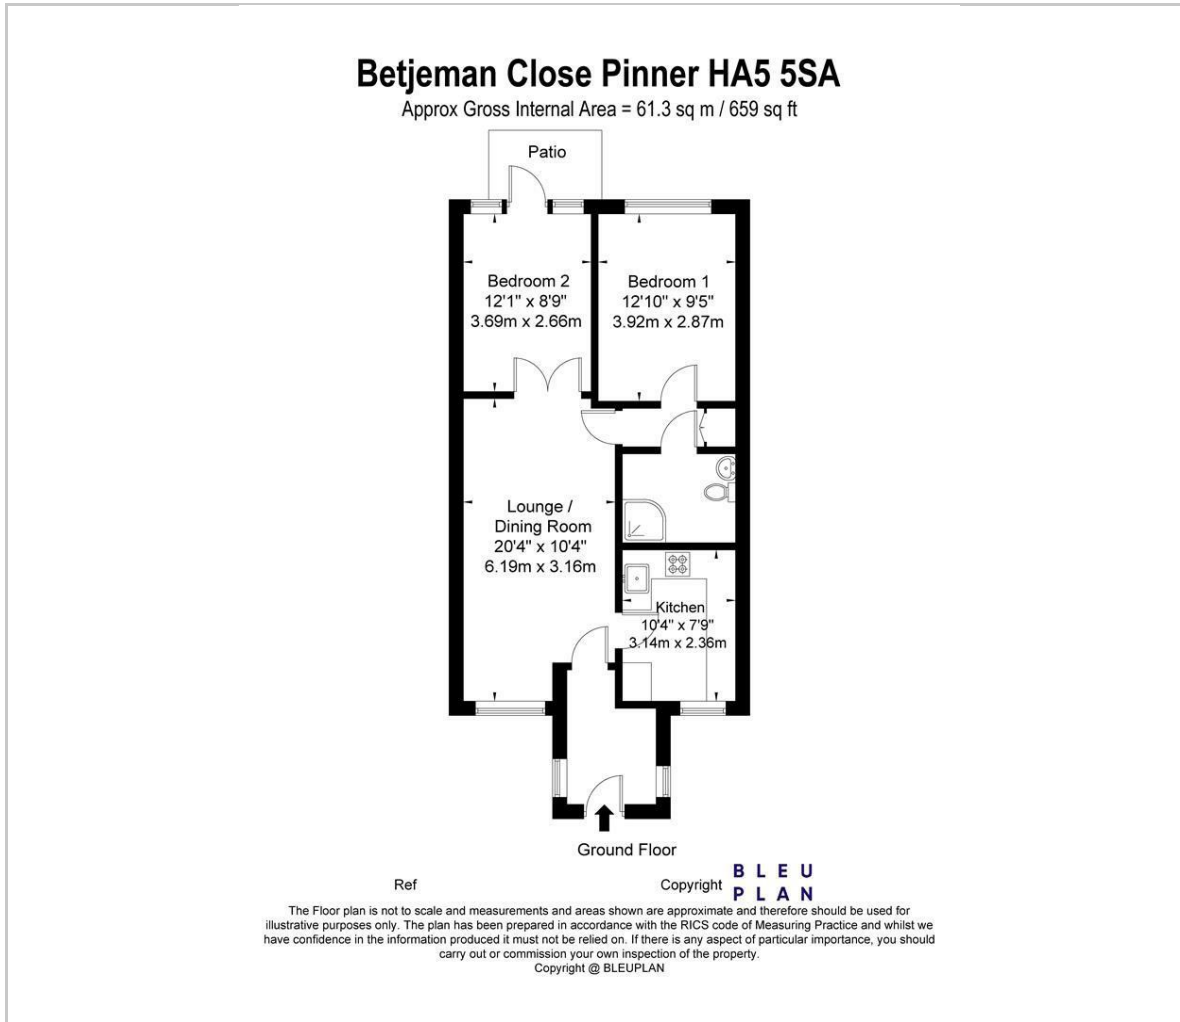 Betjeman Close Pinner HA5 5SA
Approx Gross Internal Area = 61.3 sq m / 659 sq ft
Patio
Bedroom 2
12'1" x 8'9"
3.69m x 2.66m
Bedroom 1
12'10" x 9'5"
3.92m x 2.87m
Lounge /
Dining Room
20'4" x 10'4"
6.19m x 3.16m
Kitchen
10'4" x 7'9"
3.14m x 2.36m
Ground Floor
Ref
Copyright
BLEU
PLAN
The Floor plan is not to scale and measurements and areas shown are approximate and therefore should be used for
illustrative purposes only. The plan has been prepared in accordance with the RICS code of Measuring Practice and whilst we
have confidence in the information produced it must not be relied on. If there is any aspect of particular importance, you should
carry out or commission your own inspection of the property.
Copyright @ BLEUPLAN